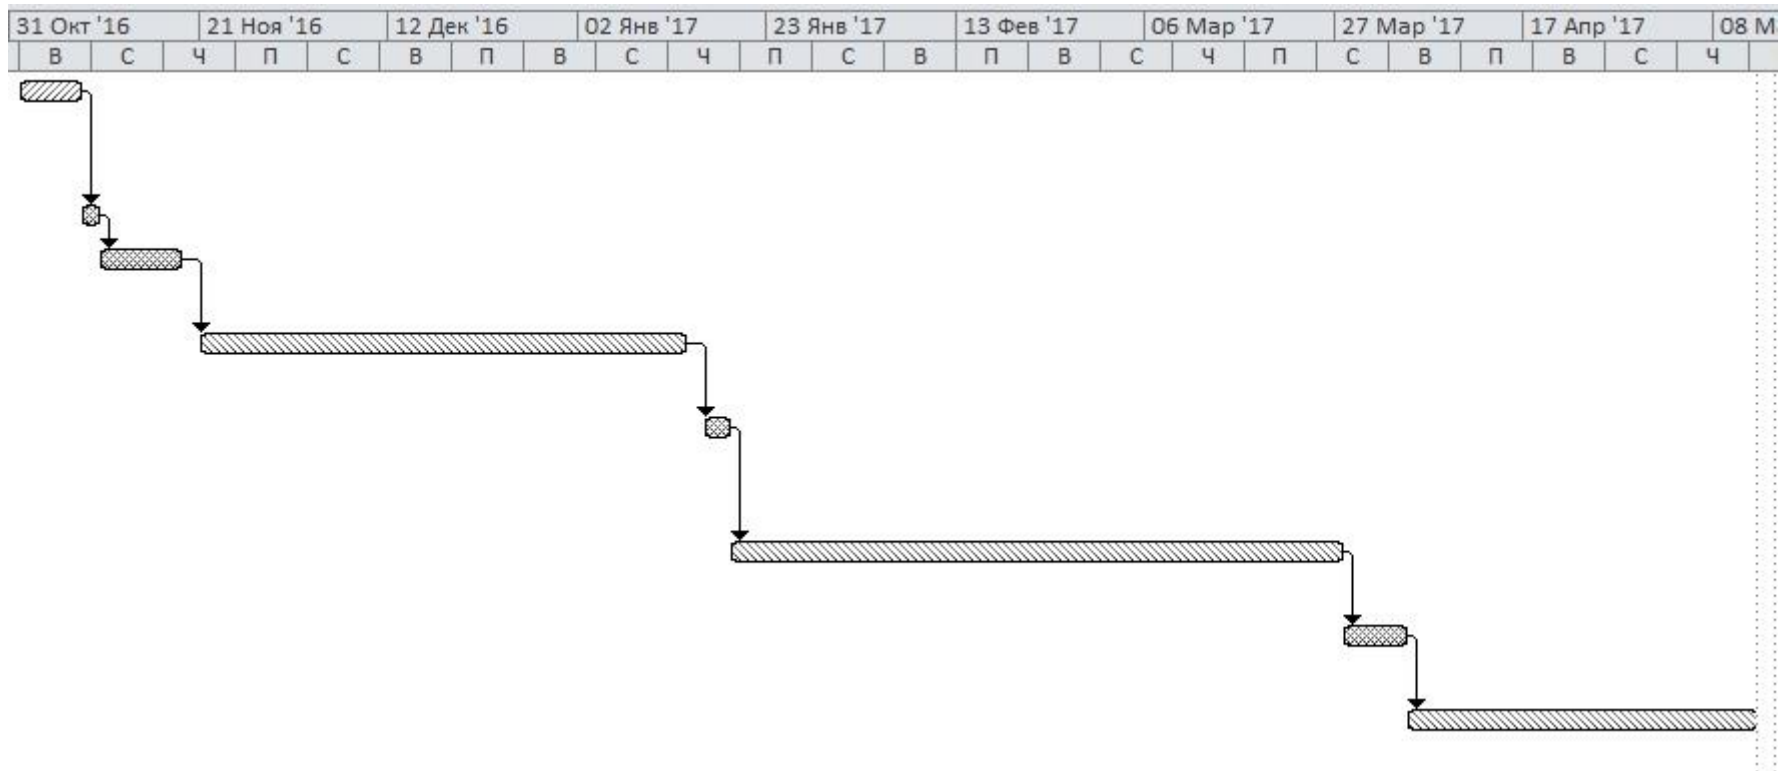 31 Окт '16 21 Ноя '16 12 Дек '16 02 Янв '17 23 Янв '17 13 Фев '17 06 Мар '17 27 Мар '17 17 Апр '17 08 М
В С Ч П С В П В С Ч П С В П В С Ч П С В П В С Ч